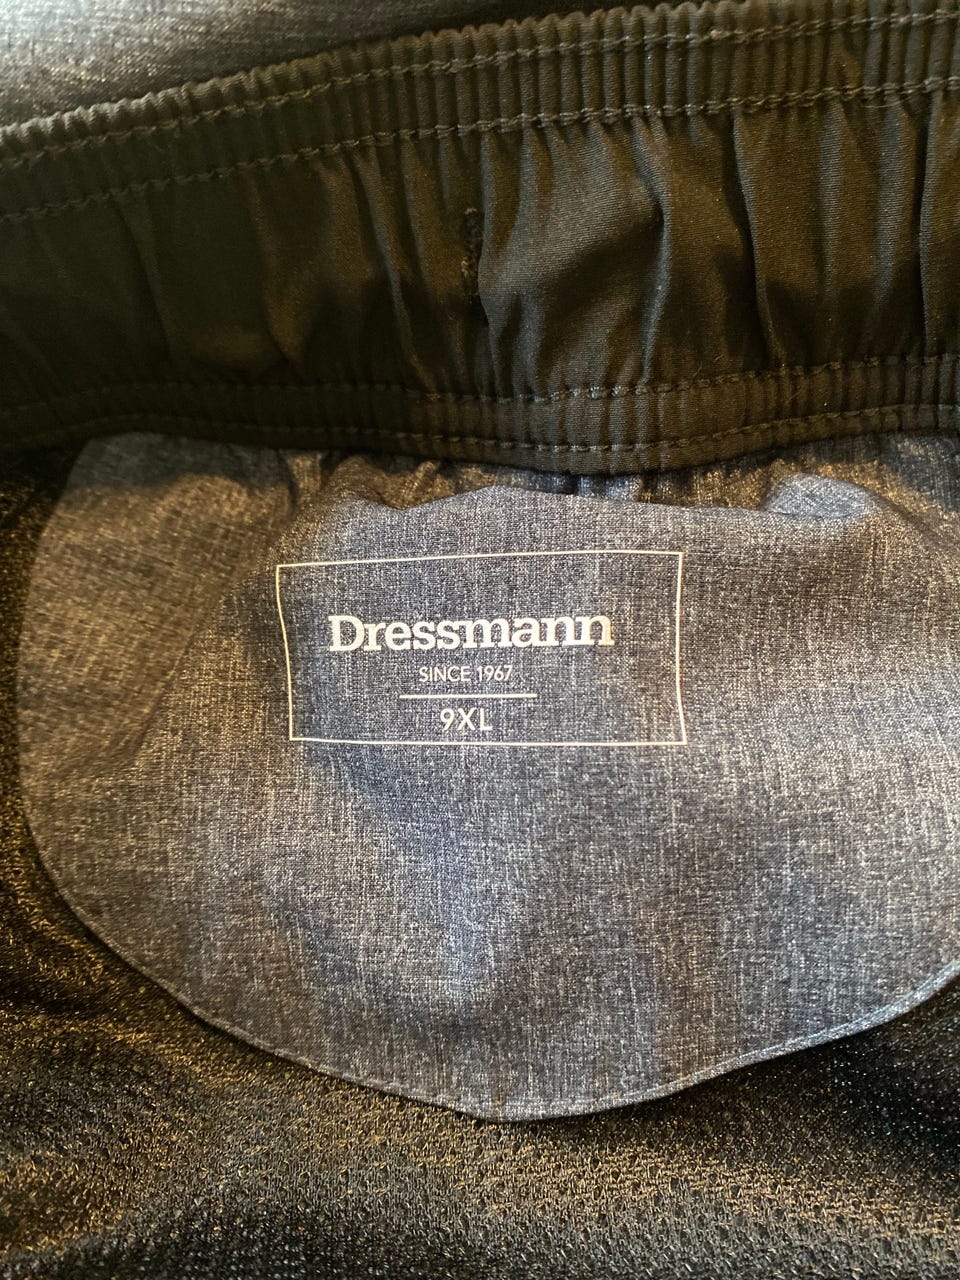 Dressmann
SINCE 1967
9XL